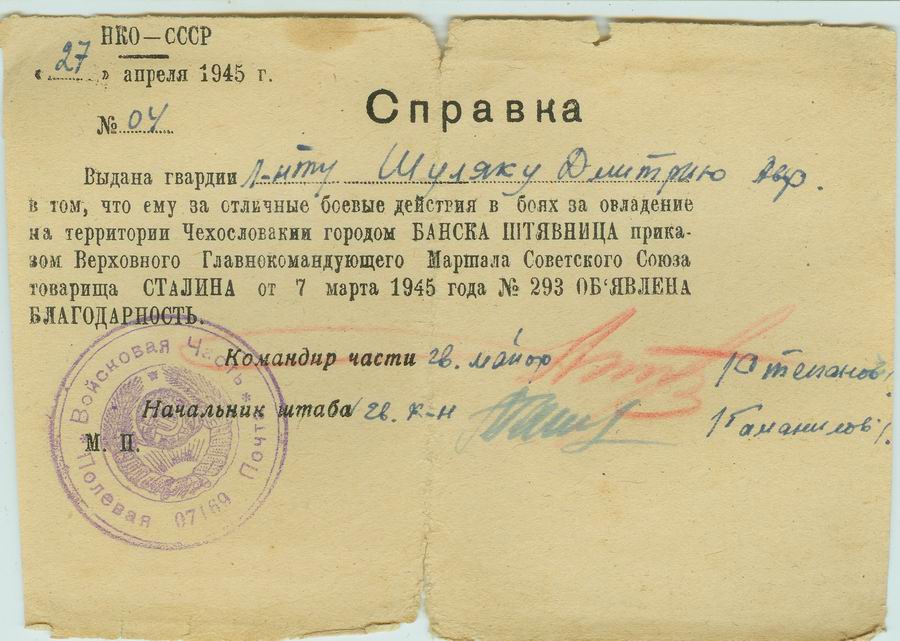 НКО—СССР
« 27 » апреля 1945 г.
№ 04
Справка
Выдана гвардии Л-нту Шуляку Дмитрию Авр.
в том, что ему за отличные боевые действия в боях за овладение
на территории Чехословакии городом БАНСКА ШТЯВНИЦА прика-
зом Верховного Главнокомандующего Маршала Советского Союза
товарища СТАЛИНА от 7 марта 1945 года № 293 ОБ'ЯВЛЕНА
БЛАГОДАРНОСТЬ.
Командир части гв. майор /Степанов/
Начальник штаба гв. к-н
М. П.
Войсковая Часть
Полевая Почта 07169